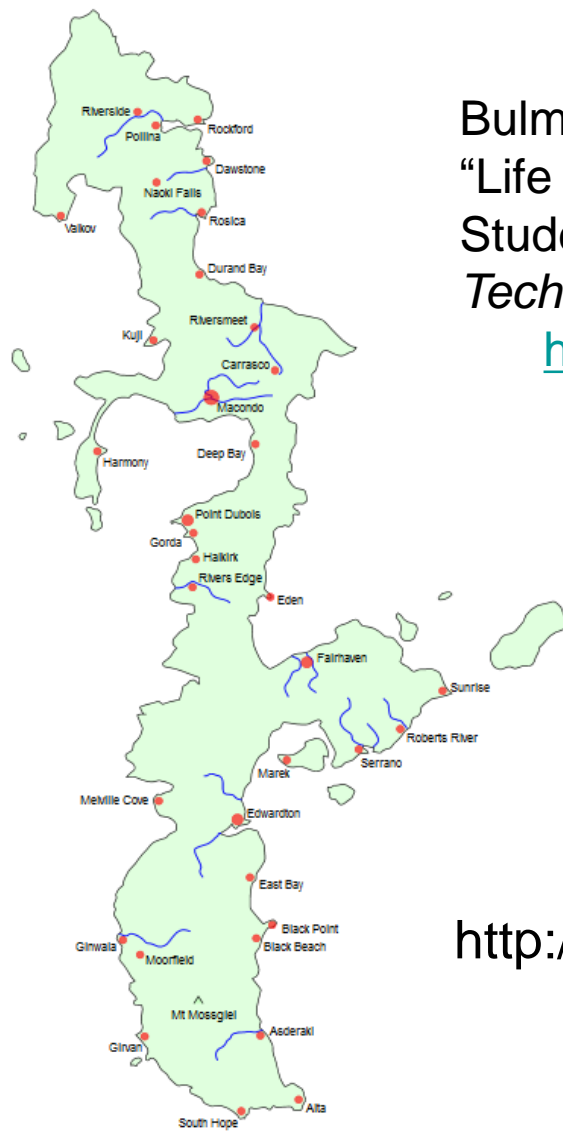 Riverside
Pollina
Rockford
Dawstone
Naoki Falls
Valkov
Rosica
Durand Bay
Riversmeet
Kuji
Carrasco
Macondo
Harmony
Deep Bay
Point Dubois
Gorda
Halkirk
Rivers Edge
Eden
Fairhaven
Sunrise
Roberts River
Serrano
Marek
Melville Cove
Edwardton
East Bay
Black Point
Black Beach
Ginwala
Moorfield
Mt Mossgiel
Asderaki
Girvan
Alta
South Hope
Bulm
“Life
Stude
Tech
h
http:/